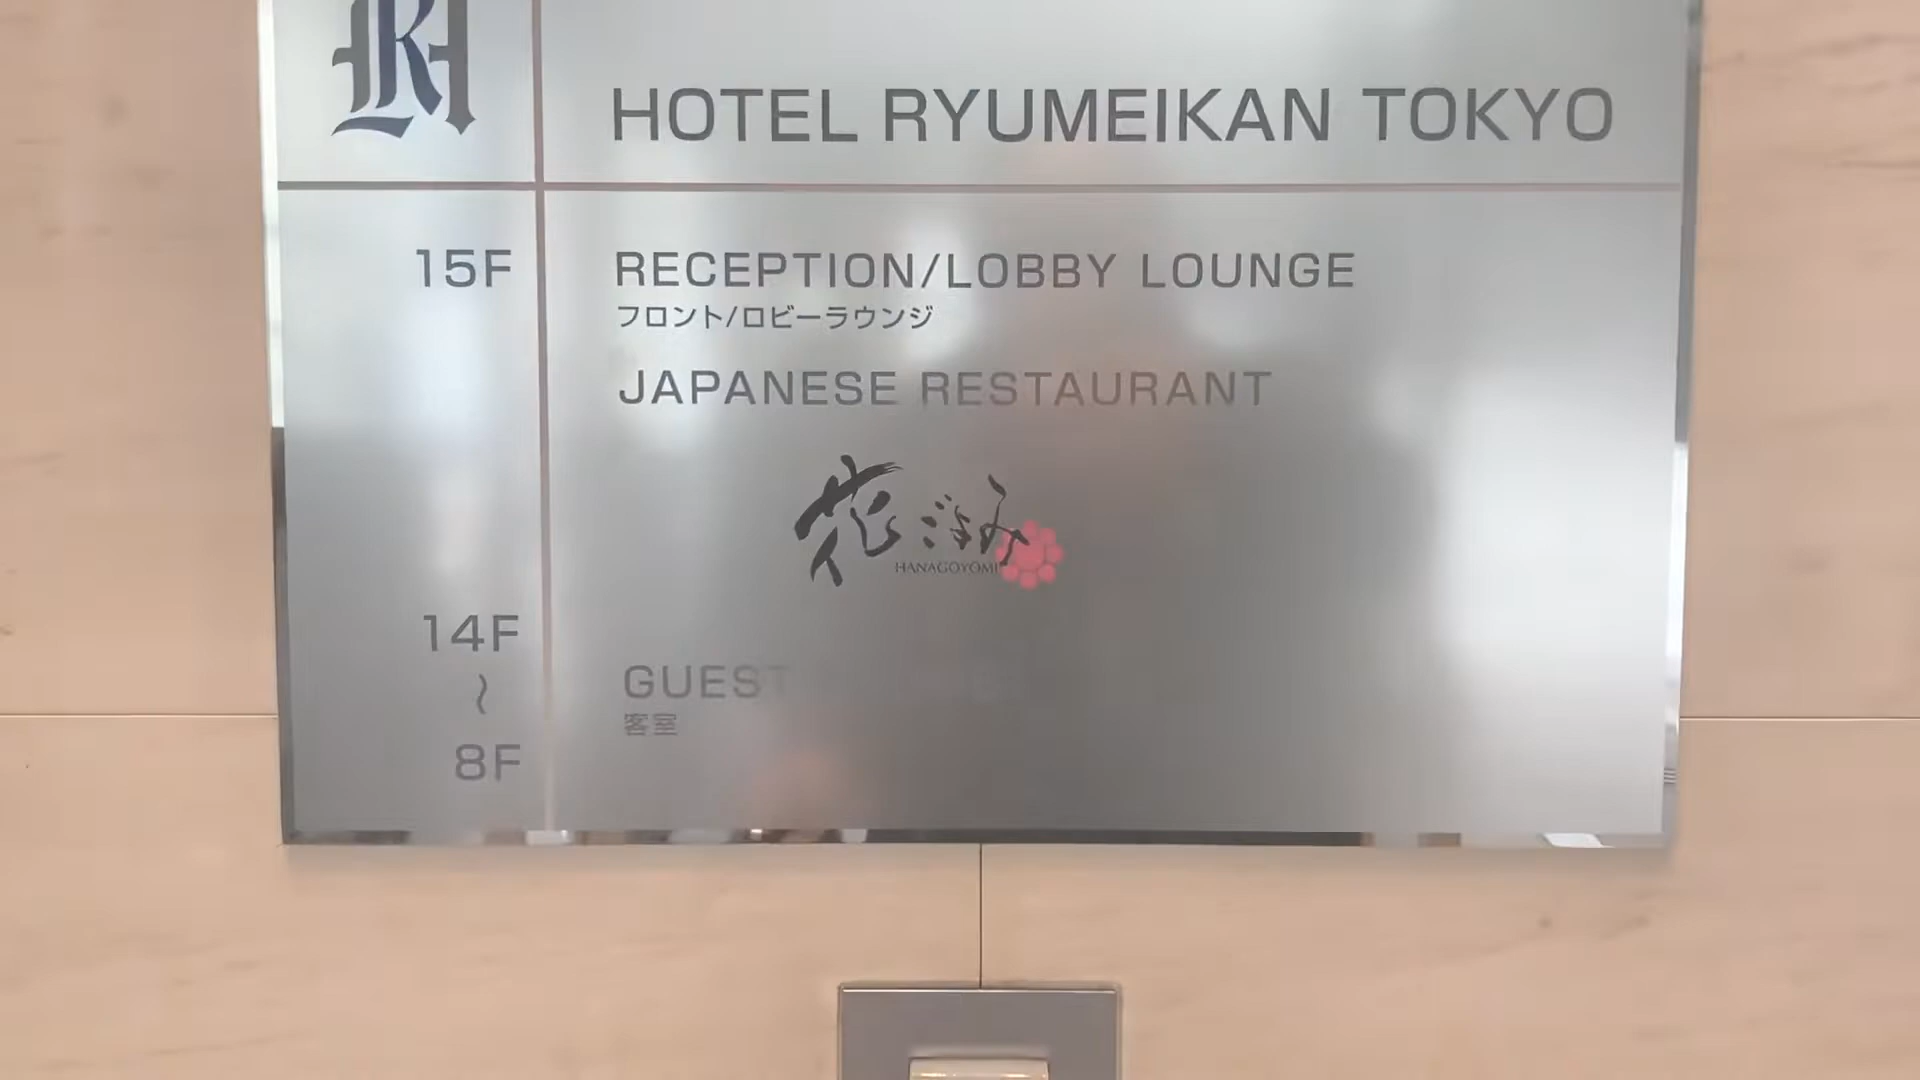 HOTEL RYUMEIKAN TOKYO
15F RECEPTION/LOBBY LOUNGE
フロント/ロビーラウンジ
JAPANESE RESTAURANT
花ごよみ
HANAGOYOMI
14F
〜
GUEST
客室
8F